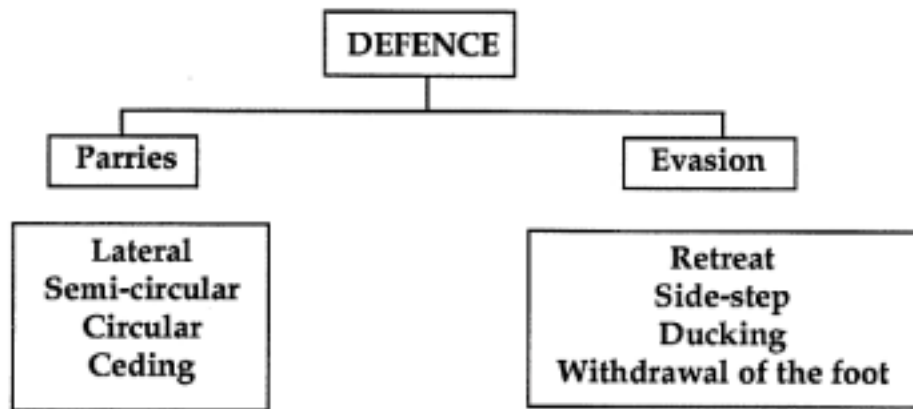 DEFENCE
Parries
Evasion
Lateral
Semi-circular
Circular
Ceding
Retreat
Side-step
Ducking
Withdrawal of the foot